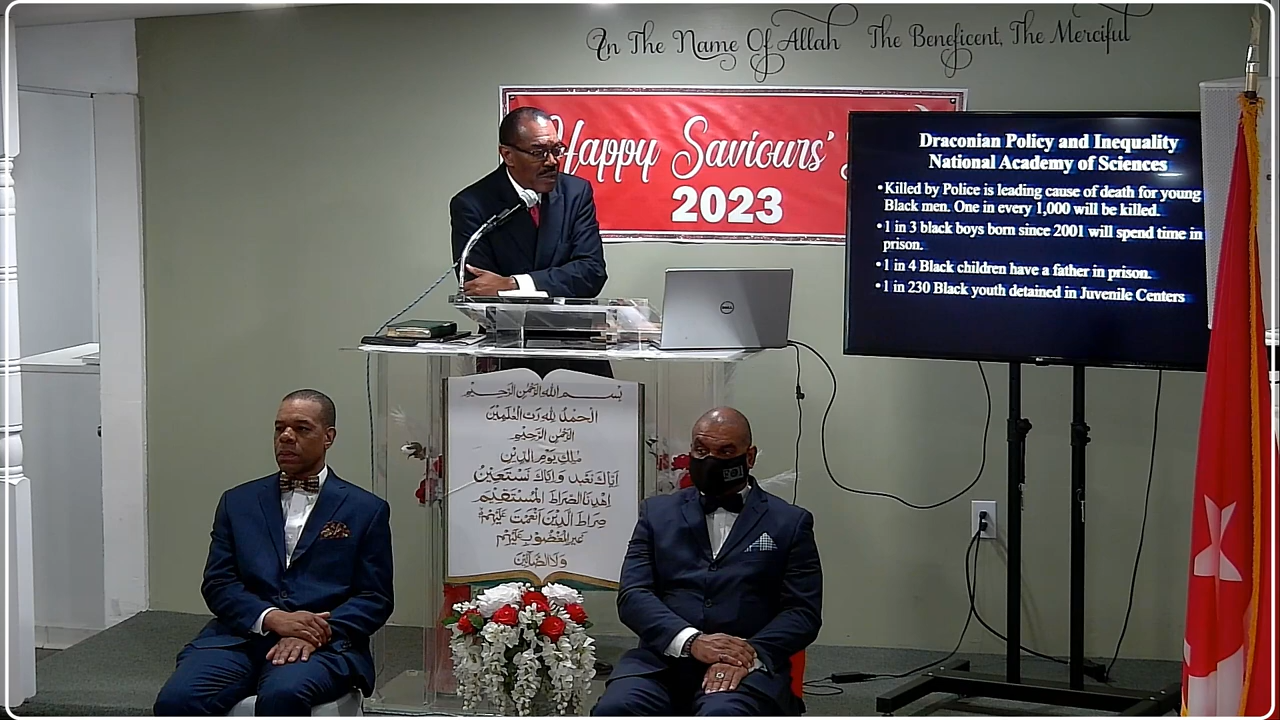 In The Name Of Allah The Beneficent, The Merciful
Happy Saviours'
2023
Draconian Policy and Inequality
National Academy of Sciences
•Killed by Police is leading cause of death for young
Black men. One in every 1,000 will be killed.
•1 in 3 black boys born since 2001 will spend time in
prison.
•1 in 4 Black children have a father in prison.
•1 in 230 Black youth detained in Juvenile Centers
DELL
بسم الله الرحمن الرحيم
الحمد لله رب العلمين
الرحمن الرحيم
ملك يوم الدين
اياك نعبد واياك نستعين
اهدنا الصراط المستقيم
صراط الذين انعمت عليهم
غير المغضوب عليهم
ولا الضالين